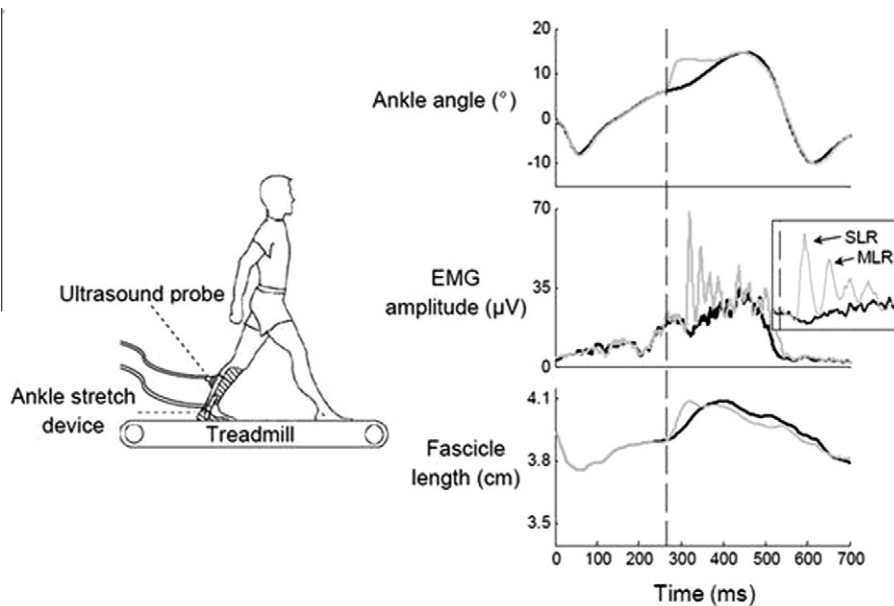 Ultrasound probe
Ankle stretch
device
Treadmill
Ankle angle (°)
20
10
0
-10
EMG
amplitude (µV)
70
35
0
SLR
MLR
Fascicle
length (cm)
4.1
3.8
3.5
0 100 200 300 400 500 600 700
Time (ms)